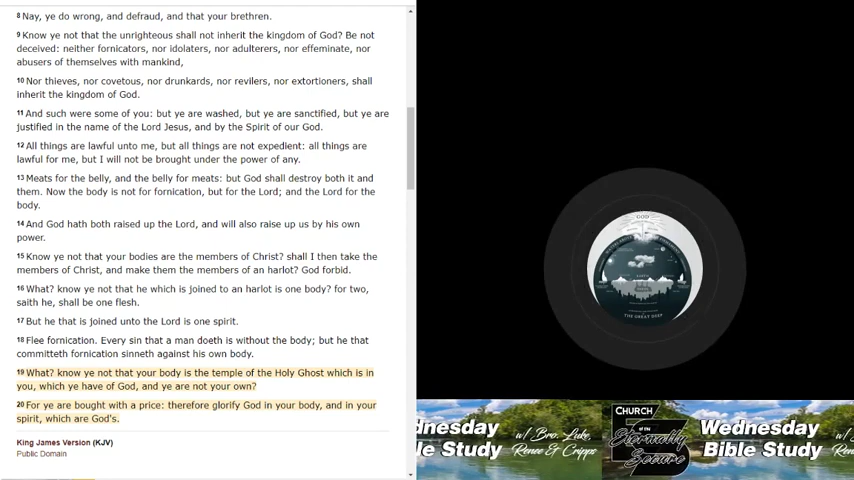 8 Nay, ye do wrong, and defraud, and that your brethren.
9 Know ye not that the unrighteous shall not inherit the kingdom of God? Be not
deceived: neither fornicators, nor idolaters, nor adulterers, nor effeminate, nor
abusers of themselves with mankind,
10 Nor thieves, nor covetous, nor drunkards, nor revilers, nor extortioners, shall
inherit the kingdom of God.
11 And such were some of you: but ye are washed, but ye are sanctified, but ye are
justified in the name of the Lord Jesus, and by the Spirit of our God.
12 All things are lawful unto me, but all things are not expedient: all things are
lawful for me, but I will not be brought under the power of any.
13 Meats for the belly, and the belly for meats: but God shall destroy both it and
them. Now the body is not for fornication, but for the Lord; and the Lord for the
body.
14 And God hath both raised up the Lord, and will also raise up us by his own
power.
15 Know ye not that your bodies are the members of Christ? shall I then take the
members of Christ, and make them the members of an harlot? God forbid.
16 What? know ye not that he which is joined to an harlot is one body? for two,
saith he, shall be one flesh.
17 But he that is joined unto the Lord is one spirit.
18 Flee fornication. Every sin that a man doeth is without the body; but he that
committeth fornication sinneth against his own body.
19 What? know ye not that your body is the temple of the Holy Ghost which is in
you, which ye have of God, and ye are not your own?
20 For ye are bought with a price: therefore glorify God in your body, and in your
spirit, which are God's.
King James Version (KJV)
Public Domain
GOD
THE GREAT DEEP
dnesday
le Study
w/ Bro. Luke,
Renee & Cripps
CHURCH
of the
Eternally
Secure
Wednesday
Bible Study
w/ B
Rene